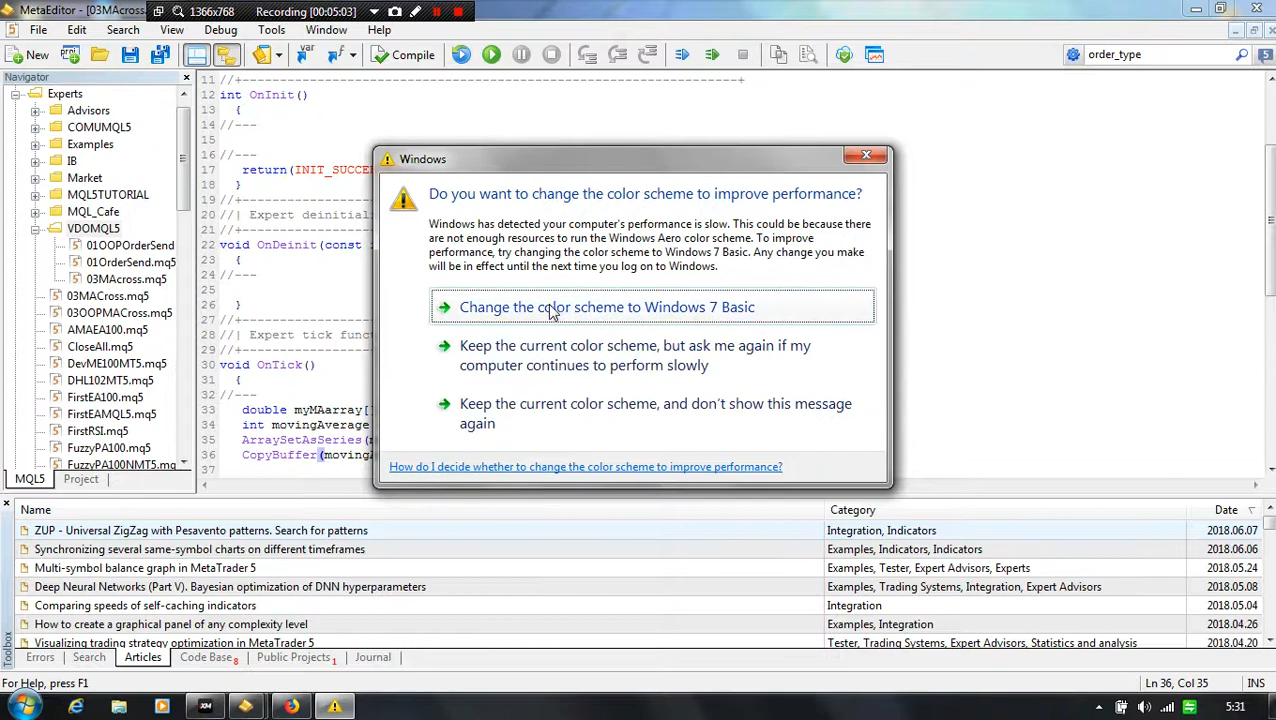 MetaEditor - [03MAcross.
1366x768 Recording [00:05:03]
File Edit Search View Debug Tools Window Help
New Compile order_type
Navigator
Experts
Advisors
COMUMQL5
Examples
IB
Market
MQL5TUTORIAL
MQL_Cafe
VDOMQL5
01OOPOrderSend
01OrderSend.mq5
03MAcross.mq5
03MACross.mq5
03OOPMACross.mq5
AMAEA100.mq5
CloseAll.mq5
DevME100MT5.mq5
DHL102MT5.mq5
FirstEA100.mq5
FirstEAMQL5.mq5
FirstRSI.mq5
FuzzyPA100.mq5
FuzzyPA100NMT5.mq5
MQL5 Project
11 //+------------------------------------------------------------------+
12 int OnInit()
13 {
14 //---
15
16 //---
17 return(INIT_SUCCE
18 }
19 //+
20 //| Expert deinitial
21 //+
22 void OnDeinit(const
23 {
24 //---
26 }
27 //+
28 //| Expert tick func
29 //+
30 void OnTick()
31 {
32 //---
33 double myMAarray[
34 int movingAverage
35 ArraySetAsSeries(m
36 CopyBuffer(movingA
37
Windows
Do you want to change the color scheme to improve performance?
Windows has detected your computer's performance is slow. This could be because there
are not enough resources to run the Windows Aero color scheme. To improve
performance, try changing the color scheme to Windows 7 Basic. Any change you make
will be in effect until the next time you log on to Windows.
Change the color scheme to Windows 7 Basic
Keep the current color scheme, but ask me again if my
computer continues to perform slowly
Keep the current color scheme, and don't show this message
again
How do I decide whether to change the color scheme to improve performance?
Name Category Date
ZUP - Universal ZigZag with Pesavento patterns. Search for patterns Integration, Indicators 2018.06.07
Synchronizing several same-symbol charts on different timeframes Examples, Indicators, Indicators 2018.06.06
Multi-symbol balance graph in MetaTrader 5 Examples, Tester, Expert Advisors, Experts 2018.05.24
Deep Neural Networks (Part V). Bayesian optimization of DNN hyperparameters Examples, Trading Systems, Integration, Expert Advisors 2018.05.08
Comparing speeds of self-caching indicators Integration 2018.05.04
How to create a graphical panel of any complexity level Examples, Integration 2018.04.26
Visualizing trading strategy optimization in MetaTrader 5 Tester, Trading Systems, Expert Advisors, Statistics and analysis 2018.04.20
Toolbox
Errors Search Articles Code Base 8 Public Projects 1 Journal
For Help, press F1 Ln 36, Col 35 INS
XM 5:31